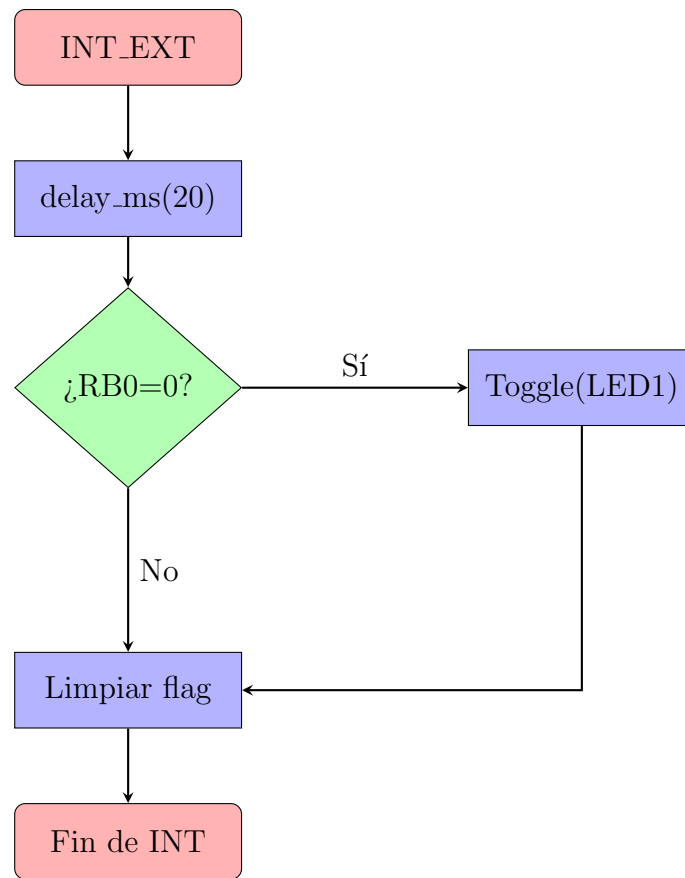 INT_EXT
delay_ms(20)
¿RB0=0?
Sí
Toggle(LED1)
No
Limpiar flag
Fin de INT